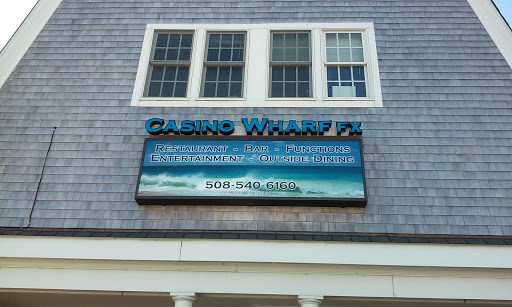 Casino Wharf FX
Restaurant - Bar - Functions
Entertainment - Outside Dining
508-540-6160